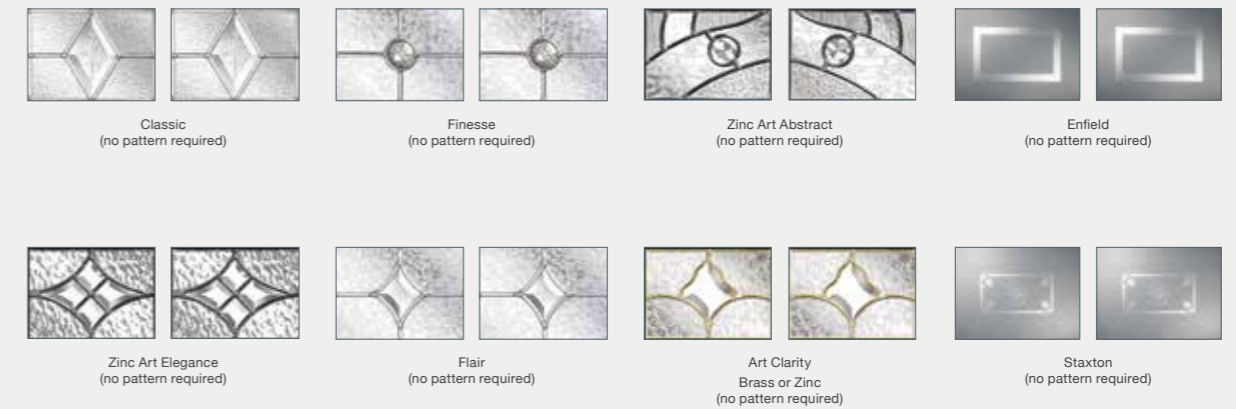 Classic
(no pattern required)
Finesse
(no pattern required)
Zinc Art Abstract
(no pattern required)
Enfield
(no pattern required)
Zinc Art Elegance
(no pattern required)
Flair
(no pattern required)
Art Clarity
Brass or Zinc
(no pattern required)
Staxton
(no pattern required)